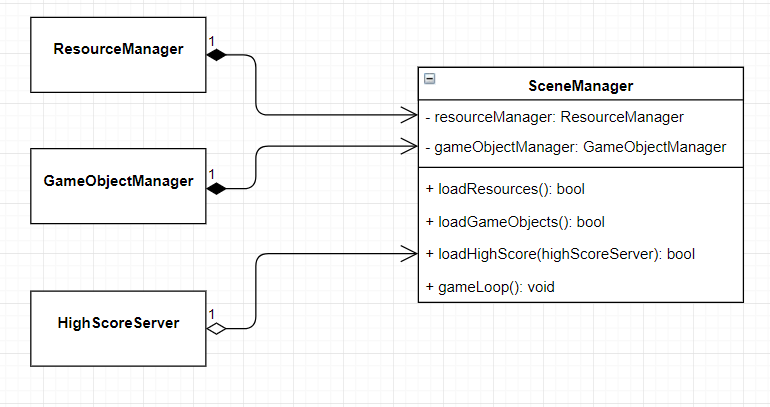 ResourceManager
1
GameObjectManager
1
HighScoreServer
1
SceneManager
- resourceManager: ResourceManager
- gameObjectManager: GameObjectManager
+ loadResources(): bool
+ loadGameObjects(): bool
+ loadHighScore(highScoreServer): bool
+ gameLoop(): void